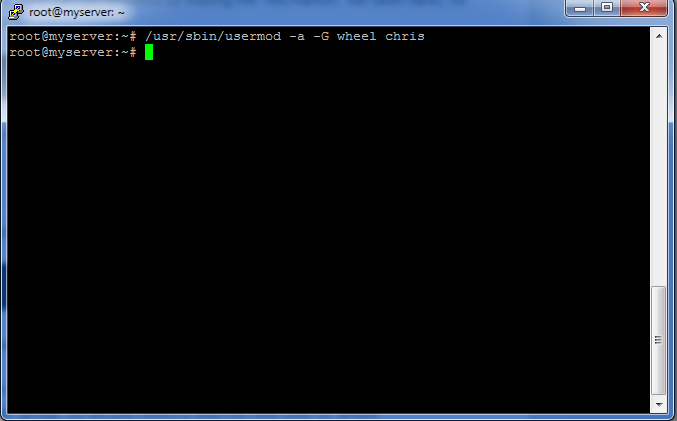 root@myserver: ~
root@myserver:~# /usr/sbin/usermod -a -G wheel chris
root@myserver:~#